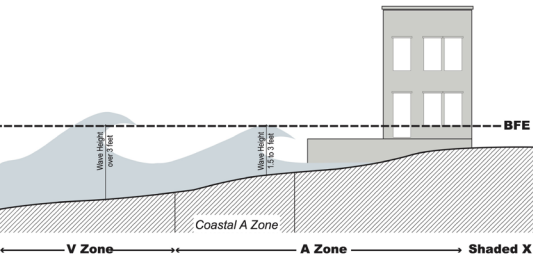 BFE
Wave Height
over 3 feet
Wave Height
1.5 to 3 feet
Coastal A Zone
V Zone
A Zone
Shaded X